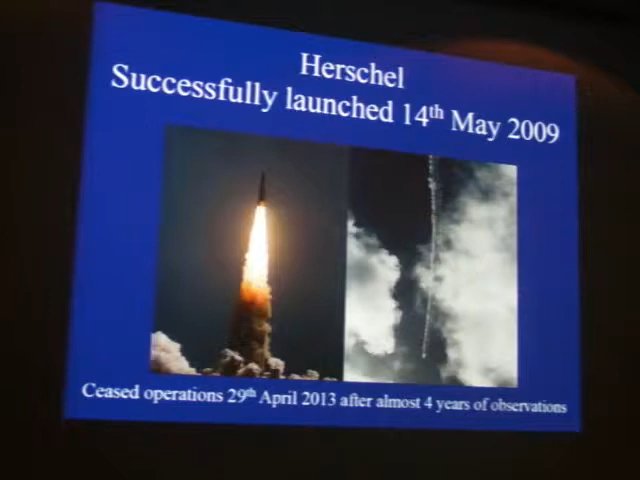 Herschel
Successfully launched 14th May 2009
Ceased operations 29th April 2013 after almost 4 years of observations